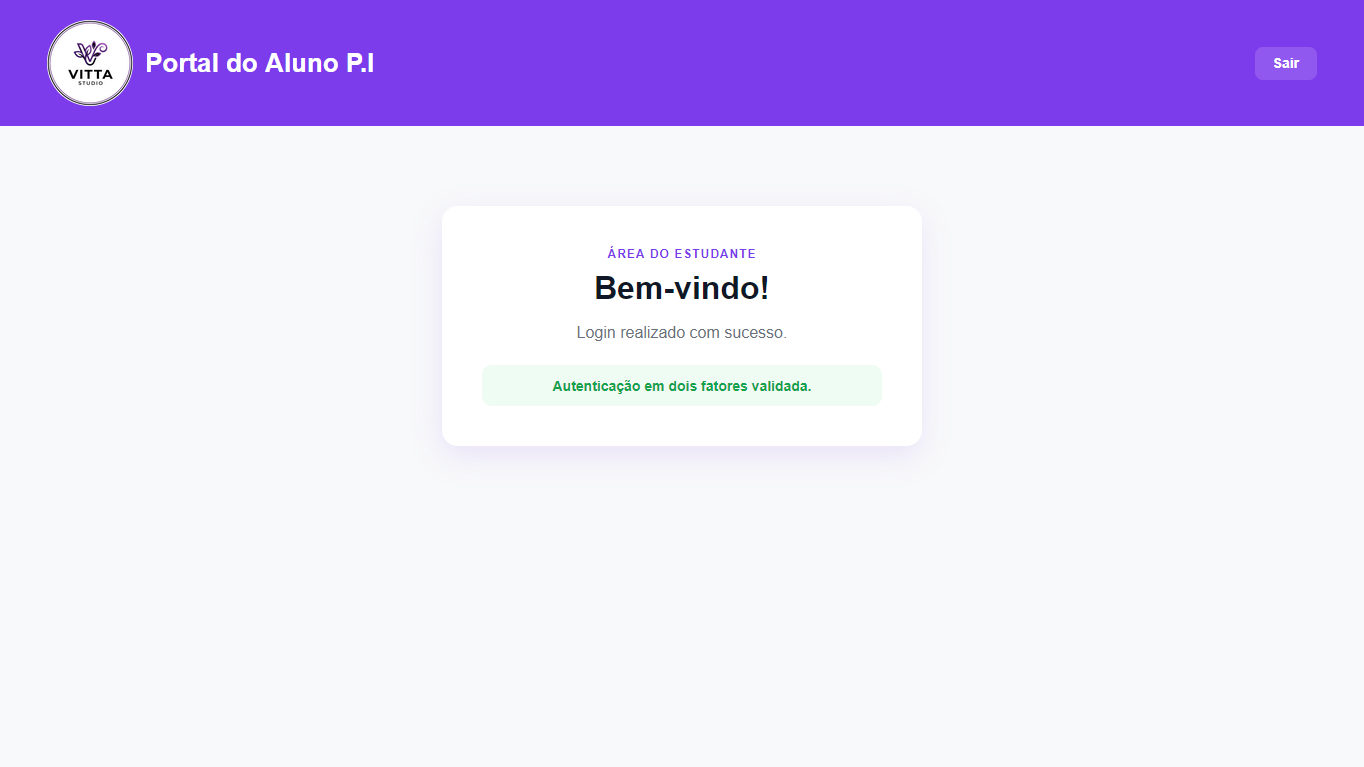 VITTA
STUDIO
Portal do Aluno P.I
Sair
ÁREA DO ESTUDANTE
Bem-vindo!
Login realizado com sucesso.
Autenticação em dois fatores validada.